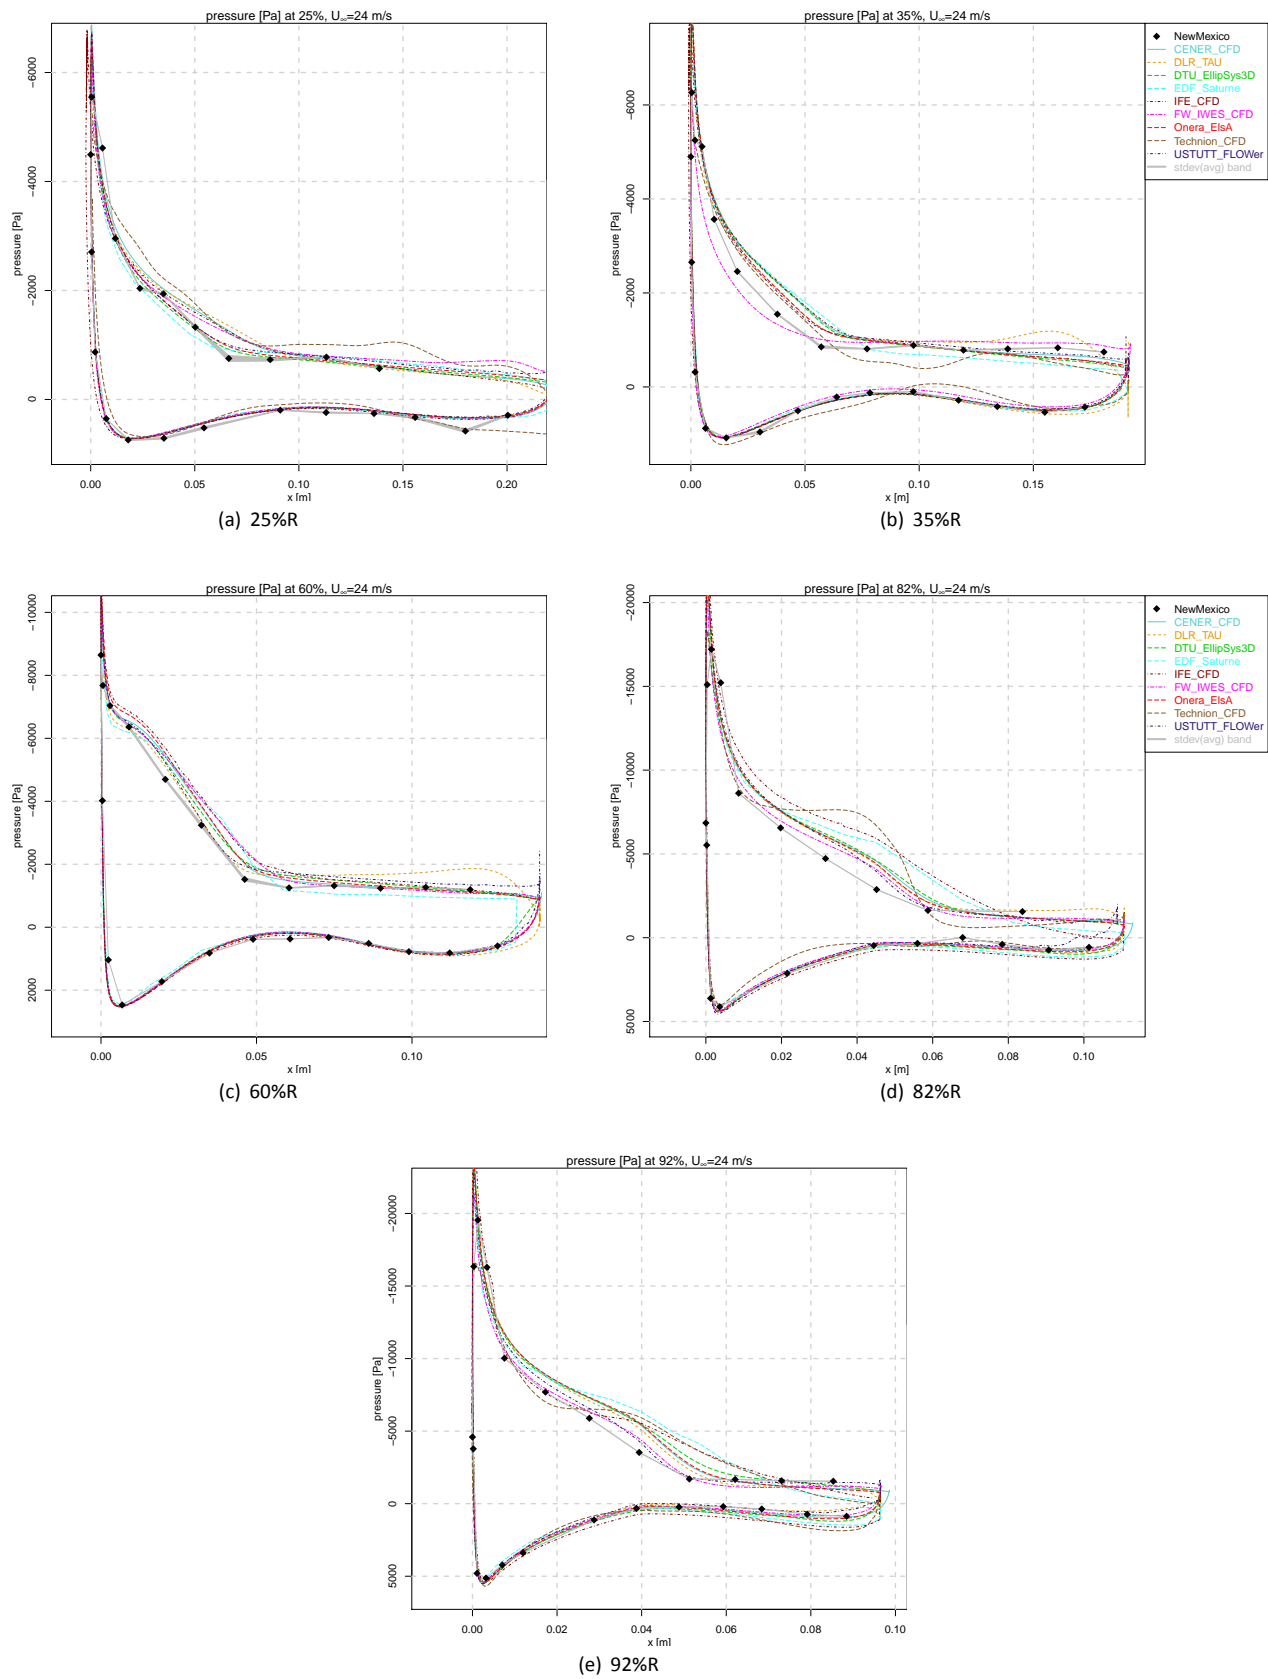 pressure [Pa] at 25%, U∞=24 m/s
pressure [Pa]
-6000
-4000
-2000
0
0.00 0.05 0.10 0.15 0.20
x [m]
(a) 25%R
pressure [Pa] at 35%, U∞=24 m/s
pressure [Pa]
-6000
-4000
-2000
0
0.00 0.05 0.10 0.15
x [m]
(b) 35%R
NewMexico
CENER_CFD
DLR_TAU
DTU_EllipSys3D
EDF_Saturne
IFE_CFD
FW_IWES_CFD
Onera_ElsA
Technion_CFD
USTUTT_FLOWer
stdev(avg) band
pressure [Pa] at 60%, U∞=24 m/s
pressure [Pa]
-10000
-8000
-6000
-4000
-2000
0
2000
0.00 0.05 0.10
x [m]
(c) 60%R
pressure [Pa] at 82%, U∞=24 m/s
pressure [Pa]
-20000
-15000
-10000
-5000
0
5000
0.00 0.02 0.04 0.06 0.08 0.10
x [m]
(d) 82%R
NewMexico
CENER_CFD
DLR_TAU
DTU_EllipSys3D
EDF_Saturne
IFE_CFD
FW_IWES_CFD
Onera_ElsA
Technion_CFD
USTUTT_FLOWer
stdev(avg) band
pressure [Pa] at 92%, U∞=24 m/s
pressure [Pa]
-20000
-15000
-10000
-5000
0
5000
0.00 0.02 0.04 0.06 0.08 0.10
x [m]
(e) 92%R